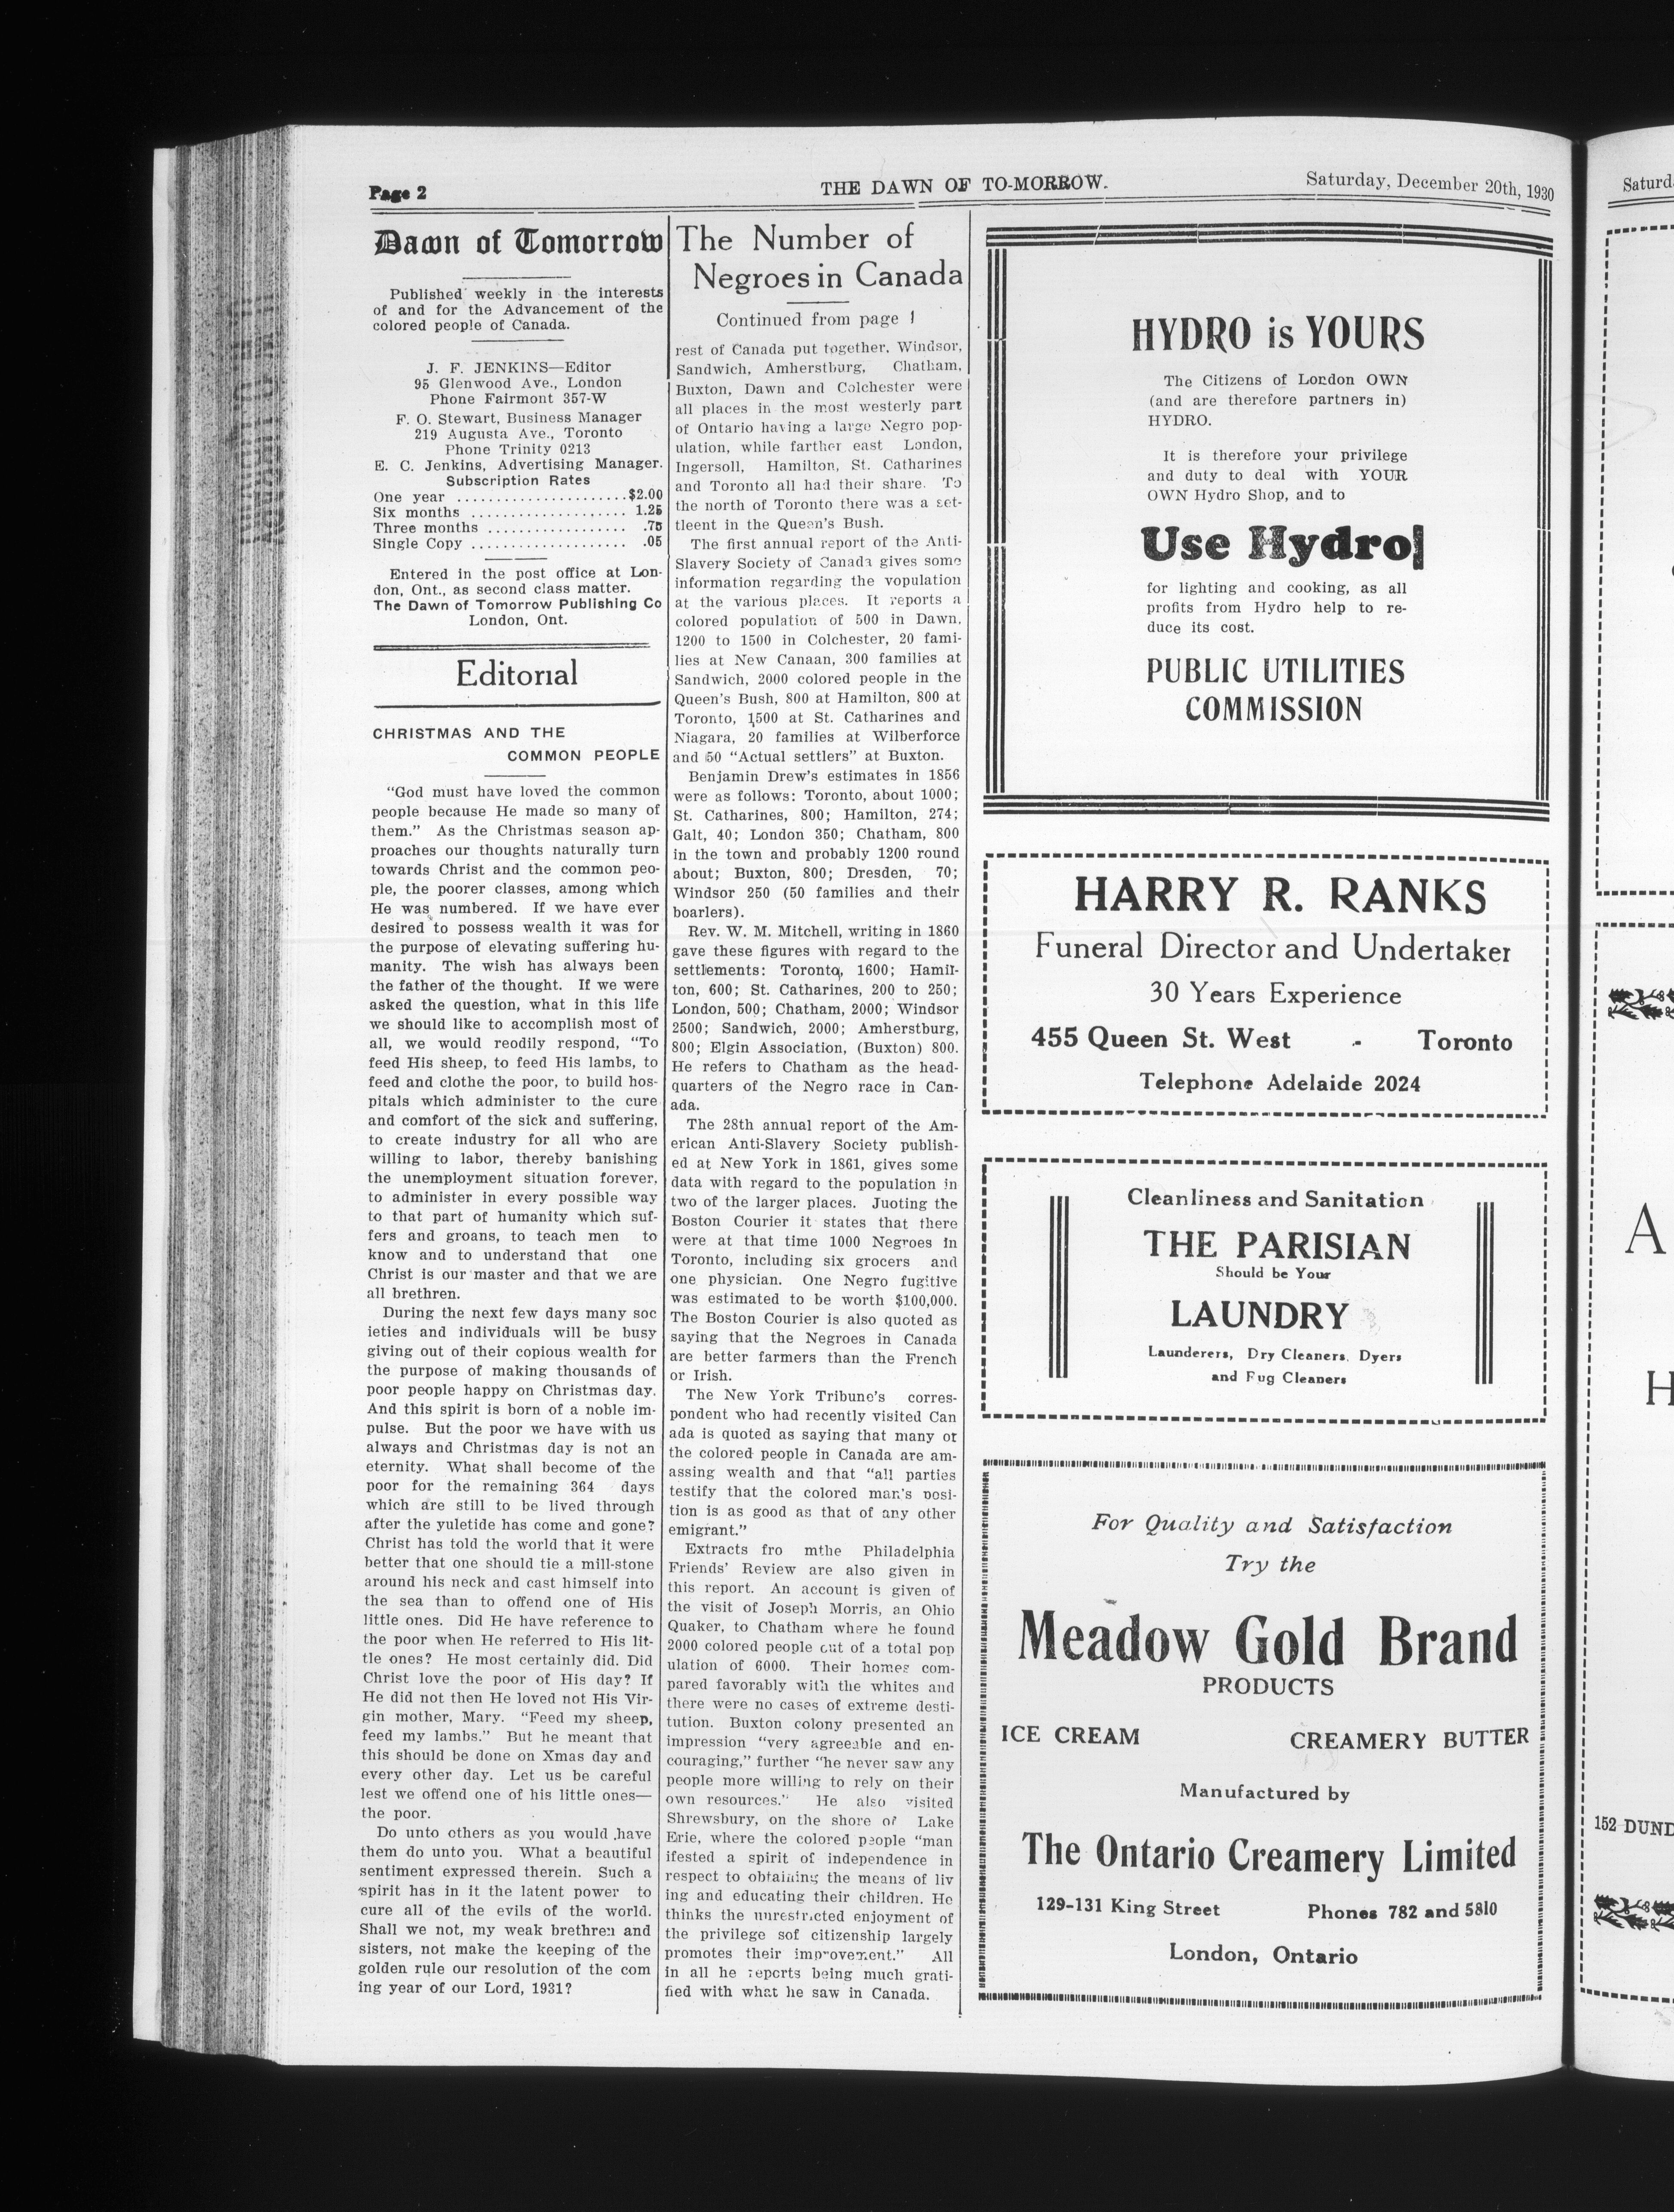 Page 2
THE DAWN OF TO-MORROW.
Saturday, December 20th, 1930
Dawn of Tomorrow
Published weekly in the interests
of and for the Advancement of the
colored people of Canada.
J. F. JENKINS—Editor
95 Glenwood Ave., London
Phone Fairmont 357-W
F. O. Stewart, Business Manager
219 Augusta Ave., Toronto
Phone Trinity 0213
E. C. Jenkins, Advertising Manager.
Subscription Rates
One year ......................$2.00
Six months .................... 1.25
Three months .................. .75
Single Copy .................... .05
Entered in the post office at Lon-
don, Ont., as second class matter.
The Dawn of Tomorrow Publishing Co
London, Ont.
Editorial
CHRISTMAS AND THE
COMMON PEOPLE
"God must have loved the common
people because He made so many of
them." As the Christmas season ap-
proaches our thoughts naturally turn
towards Christ and the common peo-
ple, the poorer classes, among which
He was numbered. If we have ever
desired to possess wealth it was for
the purpose of elevating suffering hu-
manity. The wish has always been
the father of the thought. If we were
asked the question, what in this life
we should like to accomplish most of
all, we would reodily respond, "To
feed His sheep, to feed His lambs, to
feed and clothe the poor, to build hos-
pitals which administer to the cure
and comfort of the sick and suffering,
to create industry for all who are
willing to labor, thereby banishing
the unemployment situation forever,
to administer in every possible way
to that part of humanity which suf-
fers and groans, to teach men to
know and to understand that one
Christ is our master and that we are
all brethren.
During the next few days many soc
ieties and individuals will be busy
giving out of their copious wealth for
the purpose of making thousands of
poor people happy on Christmas day.
And this spirit is born of a noble im-
pulse. But the poor we have with us
always and Christmas day is not an
eternity. What shall become of the
poor for the remaining 364 days
which are still to be lived through
after the yuletide has come and gone?
Christ has told the world that it were
better that one should tie a mill-stone
around his neck and cast himself into
the sea than to offend one of His
little ones. Did He have reference to
the poor when He referred to His lit-
tle ones? He most certainly did. Did
Christ love the poor of His day? If
He did not then He loved not His Vir-
gin mother, Mary. "Feed my sheep,
feed my lambs." But he meant that
this should be done on Xmas day and
every other day. Let us be careful
lest we offend one of his little ones—
the poor.
Do unto others as you would have
them do unto you. What a beautiful
sentiment expressed therein. Such a
spirit has in it the latent power to
cure all of the evils of the world.
Shall we not, my weak brethren and
sisters, not make the keeping of the
golden rule our resolution of the com
ing year of our Lord, 1931?
The Number of
Negroes in Canada
Continued from page 1
rest of Canada put together, Windsor,
Sandwich, Amherstburg, Chatham,
Buxton, Dawn and Colchester were
all places in the most westerly part
of Ontario having a large Negro pop-
ulation, while farther east London,
Ingersoll, Hamilton, St. Catharines
and Toronto all had their share. To
the north of Toronto there was a set-
tleent in the Queen's Bush.
The first annual report of the Anti-
Slavery Society of Canada gives some
information regarding the vopulation
at the various places. It reports a
colored population of 500 in Dawn,
1200 to 1500 in Colchester, 20 fami-
lies at New Canaan, 300 families at
Sandwich, 2000 colored people in the
Queen's Bush, 800 at Hamilton, 800 at
Toronto, 1500 at St. Catharines and
Niagara, 20 families at Wilberforce
and 50 "Actual settlers" at Buxton.
Benjamin Drew's estimates in 1856
were as follows: Toronto, about 1000;
St. Catharines, 800; Hamilton, 274;
Galt, 40; London 350; Chatham, 800
in the town and probably 1200 round
about; Buxton, 800; Dresden, 70;
Windsor 250 (50 families and their
boarlers).
Rev. W. M. Mitchell, writing in 1860
gave these figures with regard to the
settlements: Toronto, 1600; Hamil-
ton, 600; St. Catharines, 200 to 250;
London, 500; Chatham, 2000; Windsor
2500; Sandwich, 2000; Amherstburg,
800; Elgin Association, (Buxton) 800.
He refers to Chatham as the head-
quarters of the Negro race in Can-
ada.
The 28th annual report of the Am-
erican Anti-Slavery Society publish-
ed at New York in 1861, gives some
data with regard to the population in
two of the larger places. Juoting the
Boston Courier it states that there
were at that time 1000 Negroes in
Toronto, including six grocers and
one physician. One Negro fugitive
was estimated to be worth $100,000.
The Boston Courier is also quoted as
saying that the Negroes in Canada
are better farmers than the French
or Irish.
The New York Tribune's corres-
pondent who had recently visited Can
ada is quoted as saying that many or
the colored people in Canada are am-
assing wealth and that "all parties
testify that the colored man's posi-
tion is as good as that of any other
emigrant."
Extracts fro mthe Philadelphia
Friends' Review are also given in
this report. An account is given of
the visit of Joseph Morris, an Ohio
Quaker, to Chatham where he found
2000 colored people out of a total pop
ulation of 6000. Their homes com-
pared favorably with the whites and
there were no cases of extreme desti-
tution. Buxton colony presented an
impression "very agreeable and en-
couraging," further "he never saw any
people more willing to rely on their
own resources." He also visited
Shrewsbury, on the shore of Lake
Erie, where the colored people "man
ifested a spirit of independence in
respect to obtaining the means of liv
ing and educating their children. He
thinks the unrestricted enjoyment of
the privilege sof citizenship largely
promotes their improvement." All
in all he reports being much grati-
fied with what he saw in Canada.
HYDRO is YOURS
The Citizens of London OWN
(and are therefore partners in)
HYDRO.
It is therefore your privilege
and duty to deal with YOUR
OWN Hydro Shop, and to
Use Hydro
for lighting and cooking, as all
profits from Hydro help to re-
duce its cost.
PUBLIC UTILITIES
COMMISSION
HARRY R. RANKS
Funeral Director and Undertaker
30 Years Experience
455 Queen St. West - Toronto
Telephone Adelaide 2024
Cleanliness and Sanitation
THE PARISIAN
Should be Your
LAUNDRY
Launderers, Dry Cleaners, Dyers
and Fug Cleaners
For Quality and Satisfaction
Try the
Meadow Gold Brand
PRODUCTS
ICE CREAM CREAMERY BUTTER
Manufactured by
The Ontario Creamery Limited
129-131 King Street Phones 782 and 5810
London, Ontario
Saturd
A
H
152 DUND